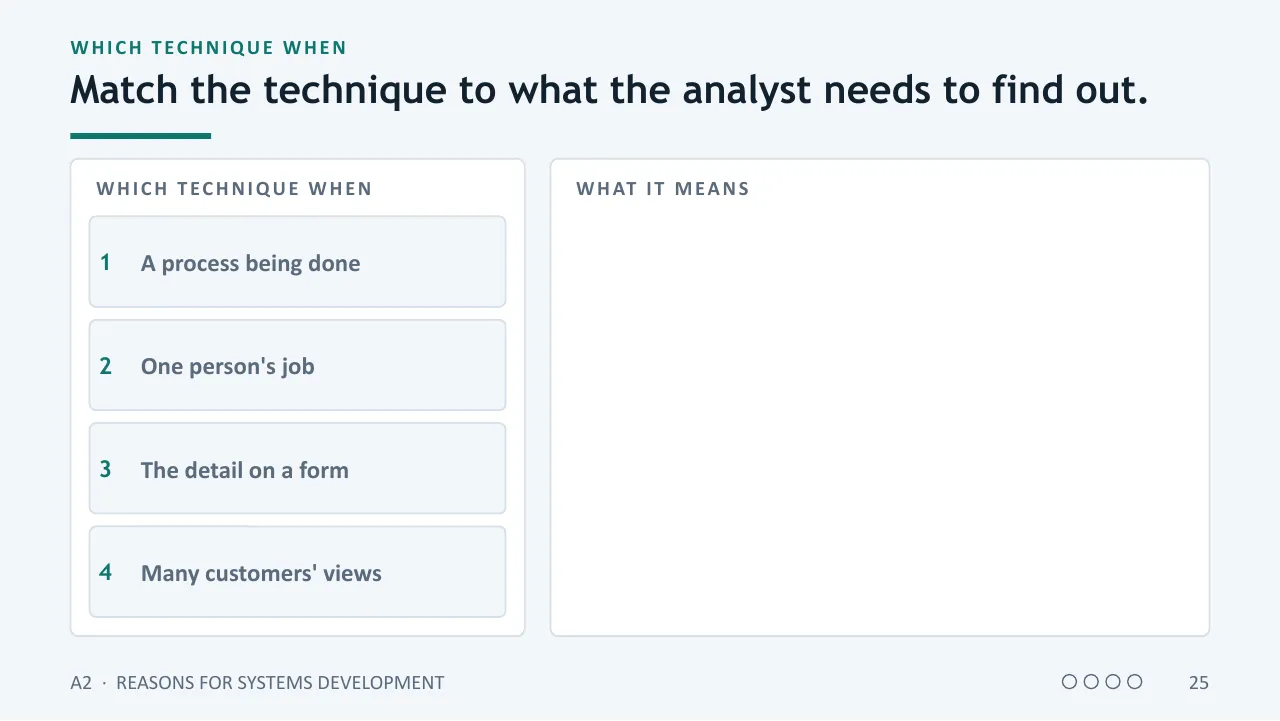 WHICH TECHNIQUE WHEN
Match the technique to what the analyst needs to find out.
WHICH TECHNIQUE WHEN
1 A process being done
2 One person's job
3 The detail on a form
4 Many customers' views
WHAT IT MEANS
A2 · REASONS FOR SYSTEMS DEVELOPMENT
25